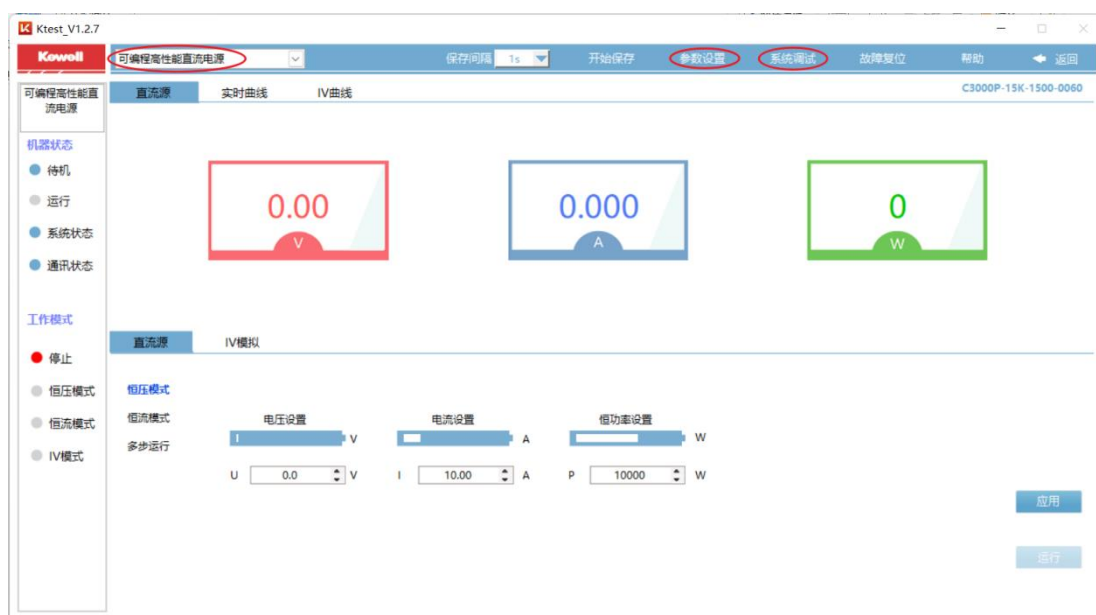 Ktest_V1.2.7
Kewell
可编程高性能直流电源
保存间隔 1s
开始保存
参数设置
系统调试
故障复位
帮助
返回
可编程高性能直
流电源
直流源 实时曲线 IV曲线
C3000P-15K-1500-0060
机器状态
待机
运行
系统状态
通讯状态
0.00
V
0.000
A
0
W
工作模式
停止
恒压模式
恒流模式
IV模式
直流源 IV模拟
恒压模式
恒流模式
多步运行
电压设置 电流设置 恒功率设置
V A W
U 0.0 V I 10.00 A P 10000 W
应用
运行